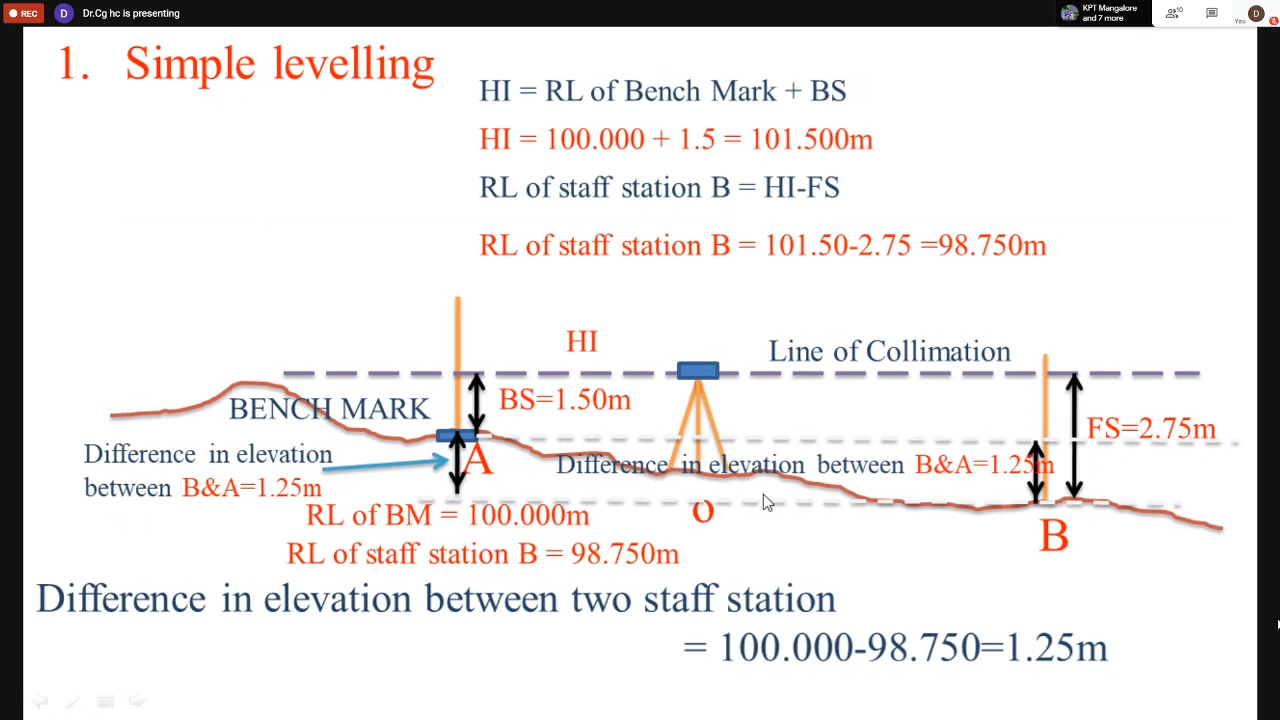 REC
D
Dr.Cg hc is presenting
KPT Mangalore
and 7 more
10
You
D
1. Simple levelling
HI = RL of Bench Mark + BS
HI = 100.000 + 1.5 = 101.500m
RL of staff station B = HI-FS
RL of staff station B = 101.50-2.75 =98.750m
HI
Line of Collimation
BENCH MARK
BS=1.50m
FS=2.75m
Difference in elevation
between B&A=1.25m
A
Difference in elevation between B&A=1.25m
RL of BM = 100.000m
O
B
RL of staff station B = 98.750m
Difference in elevation between two staff station
= 100.000-98.750=1.25m